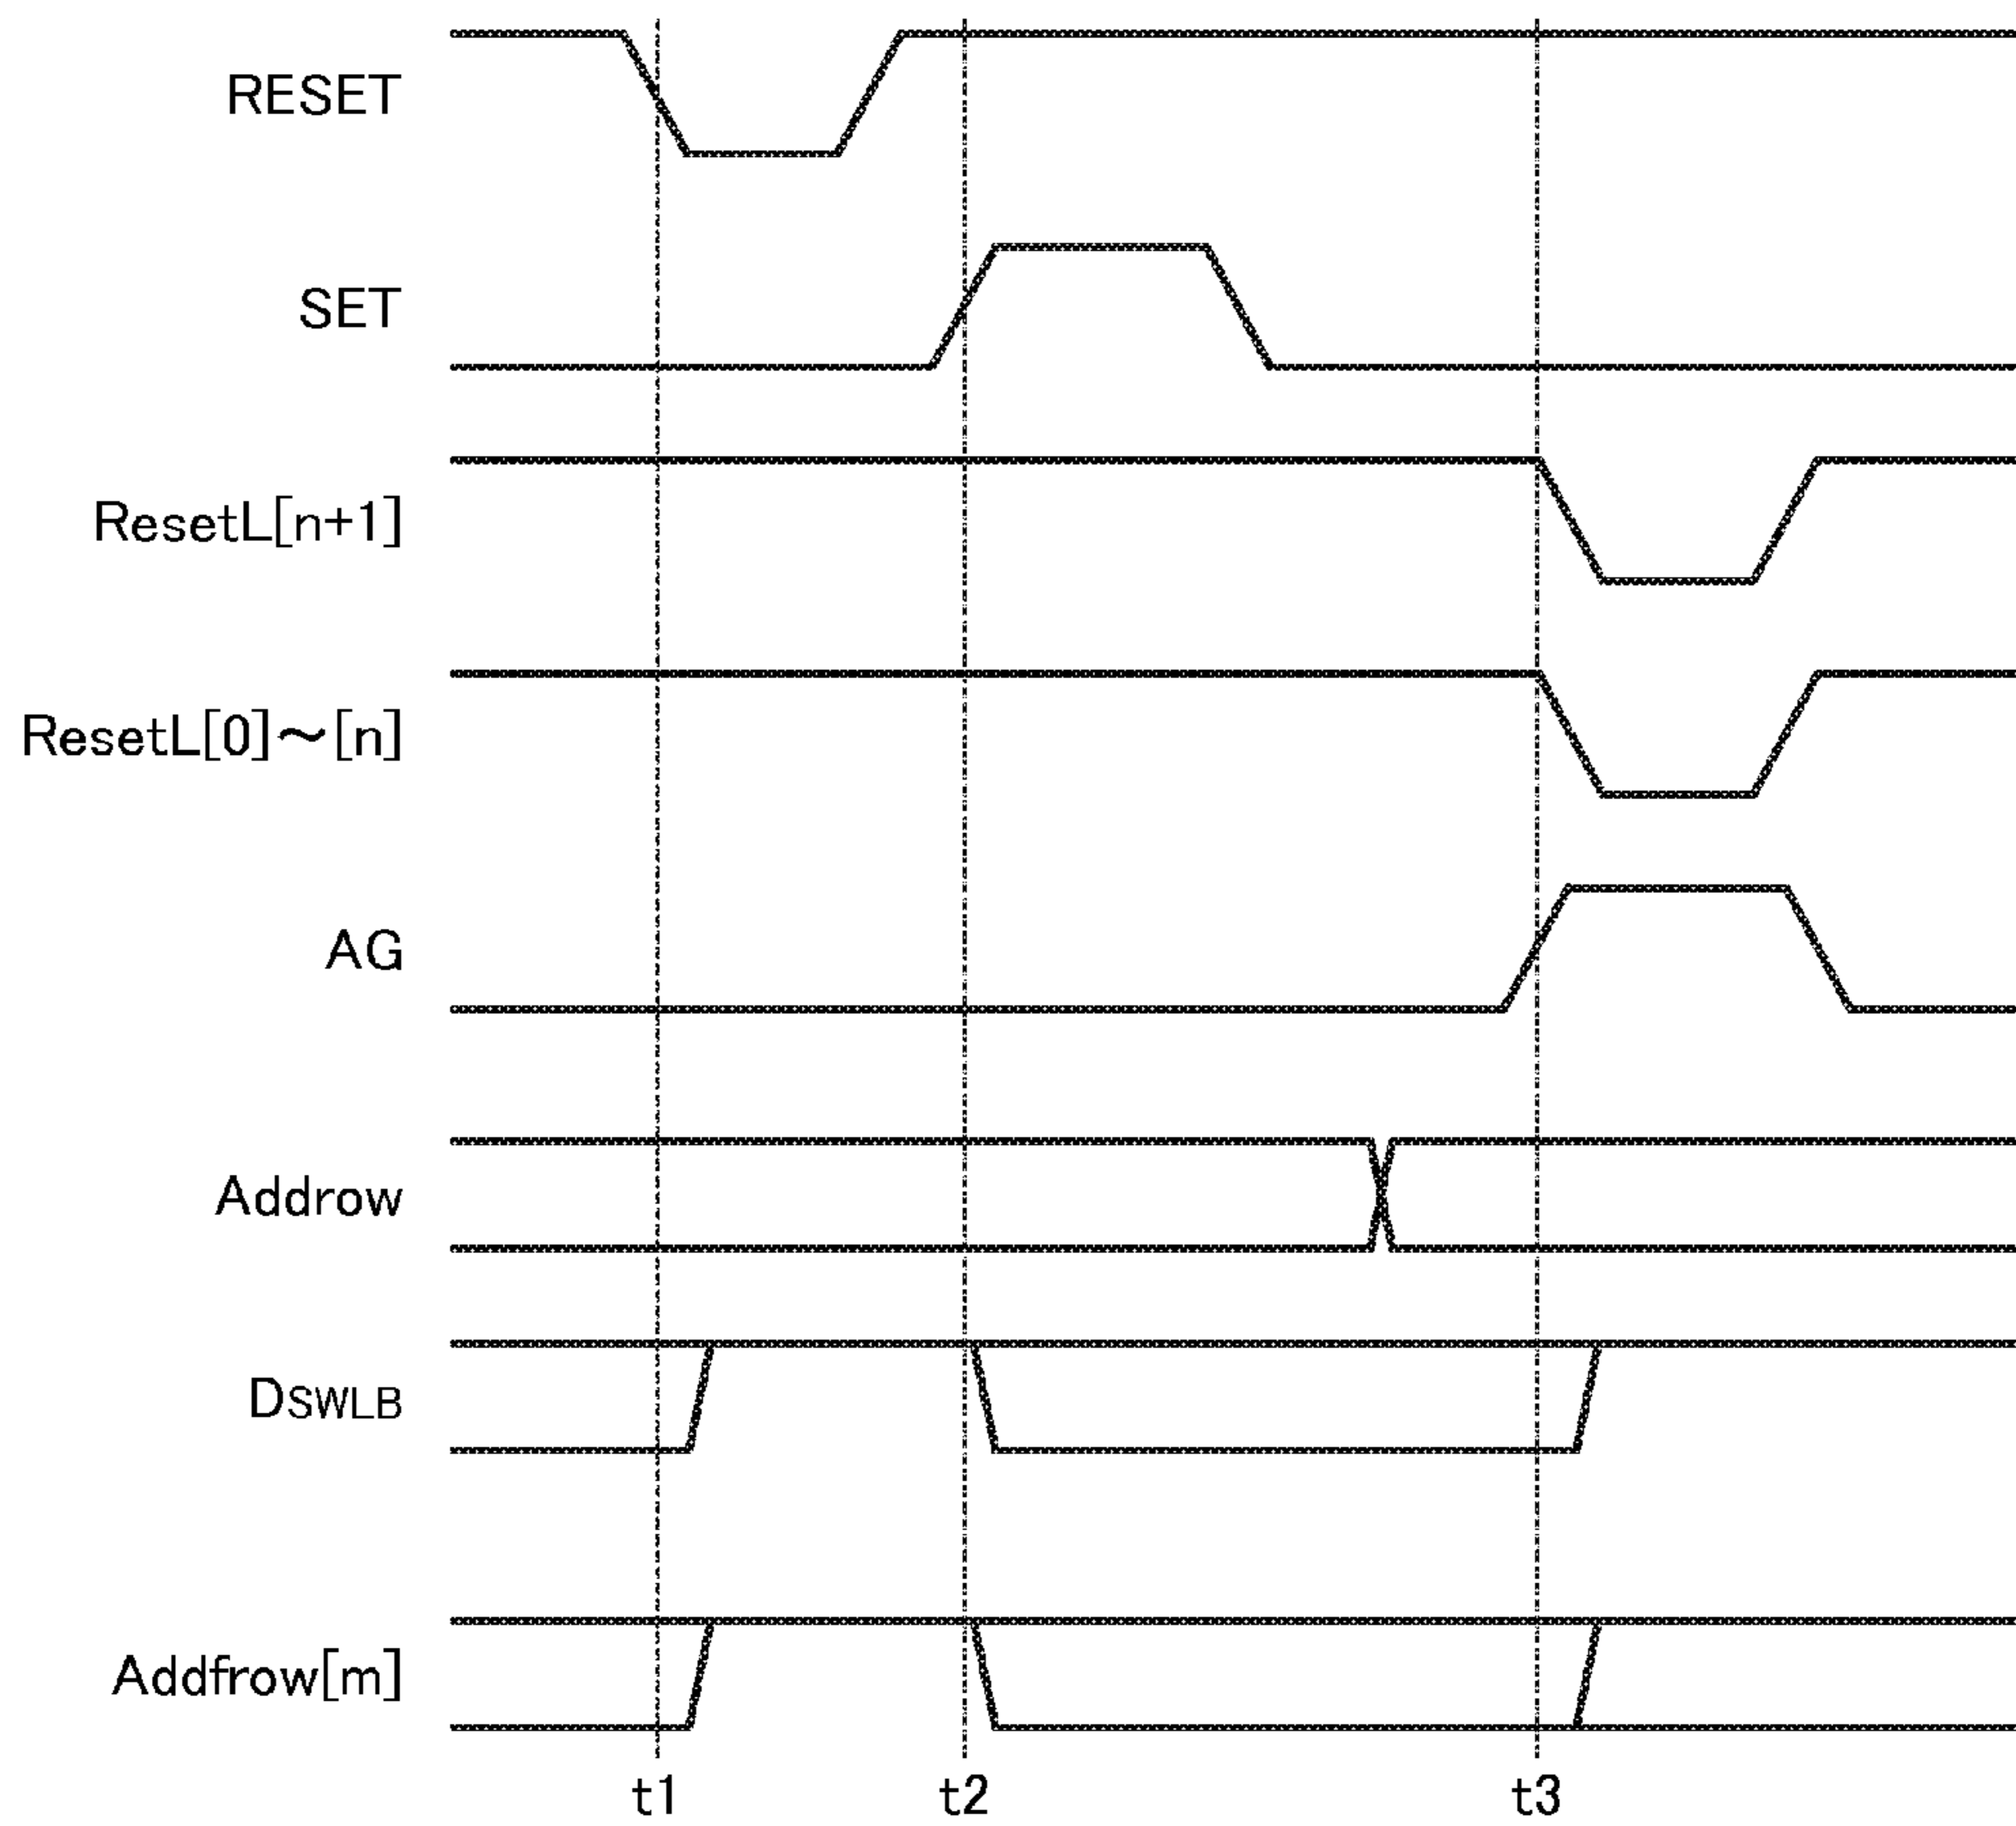 RESET
SET
ResetL[n+1]
ResetL[0]～[n]
AG
Addrow
DSWLB
Addfrow[m]
t1 t2 t3